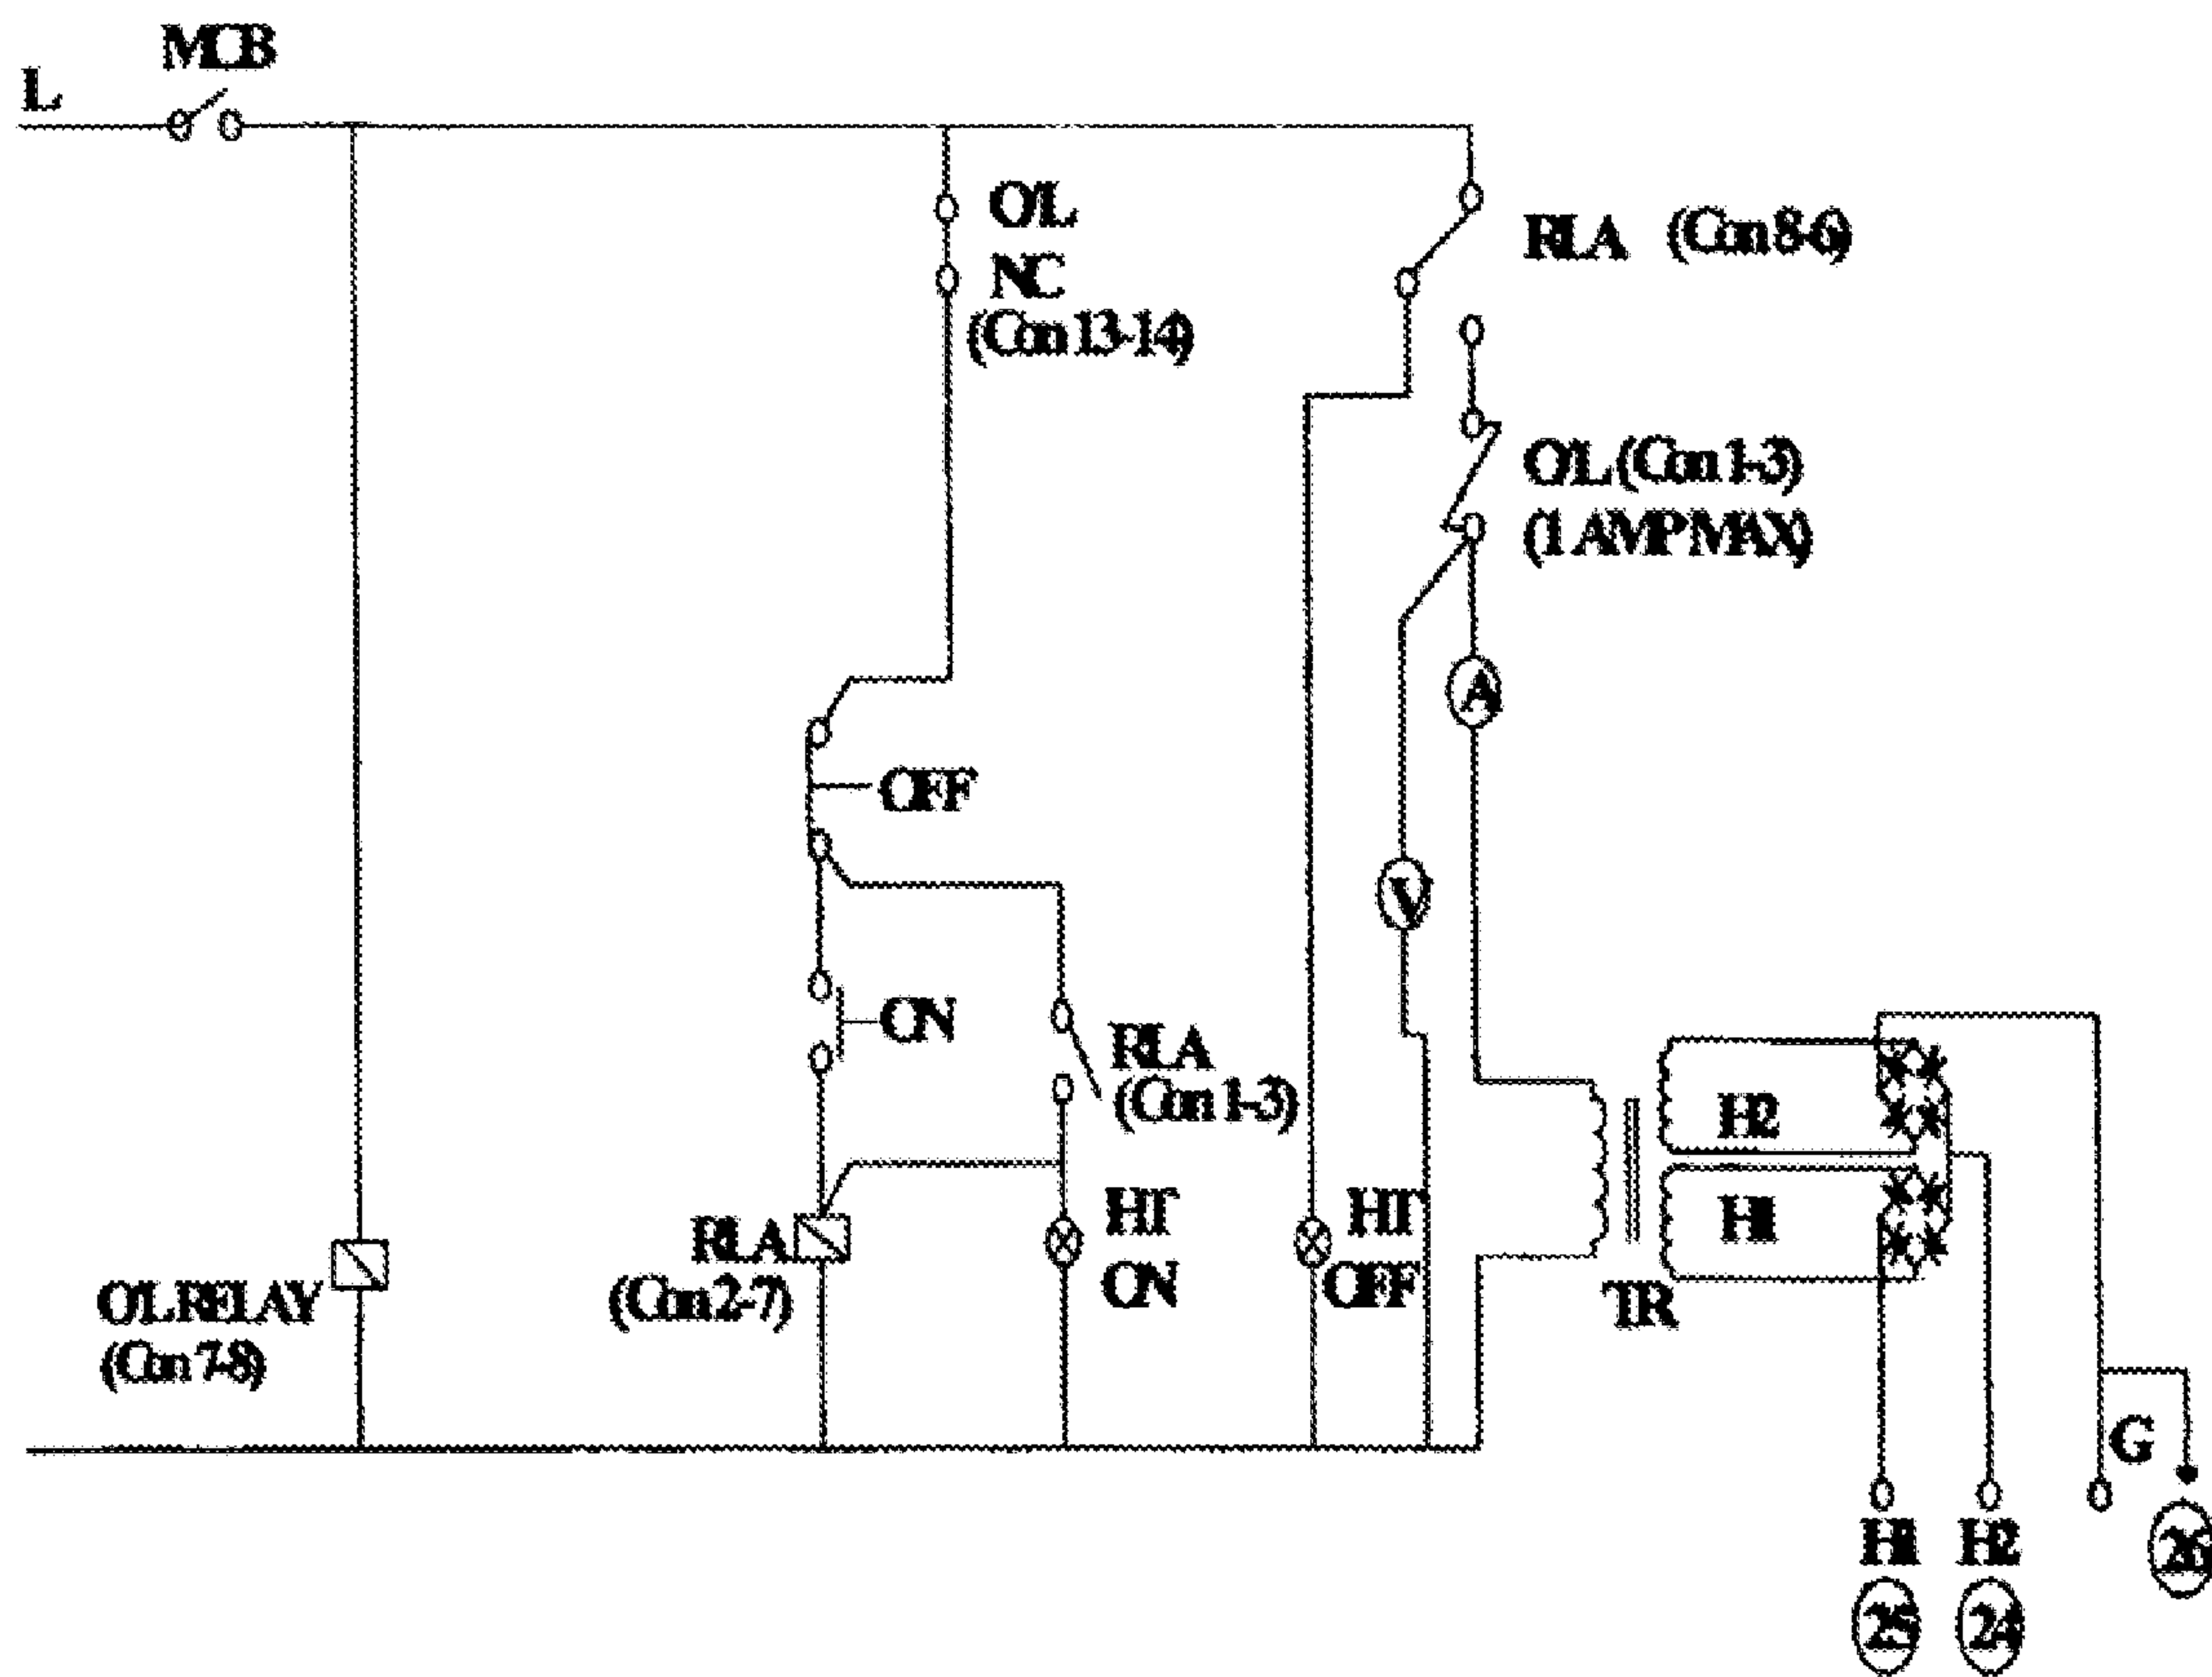 MCB
L
O/L
NC
(Con 13-14)
RLA (Con 8-6)
O/L (Con 1-3)
(1 AMP MAX)
A
OFF
V
ON
RLA
(Con 1-3)
H2
H1
RLA
(Con 2-7)
HT
ON
HT
OFF
TR
O/L RELAY
(Con 7-8)
G
H1
H2
26
25
24